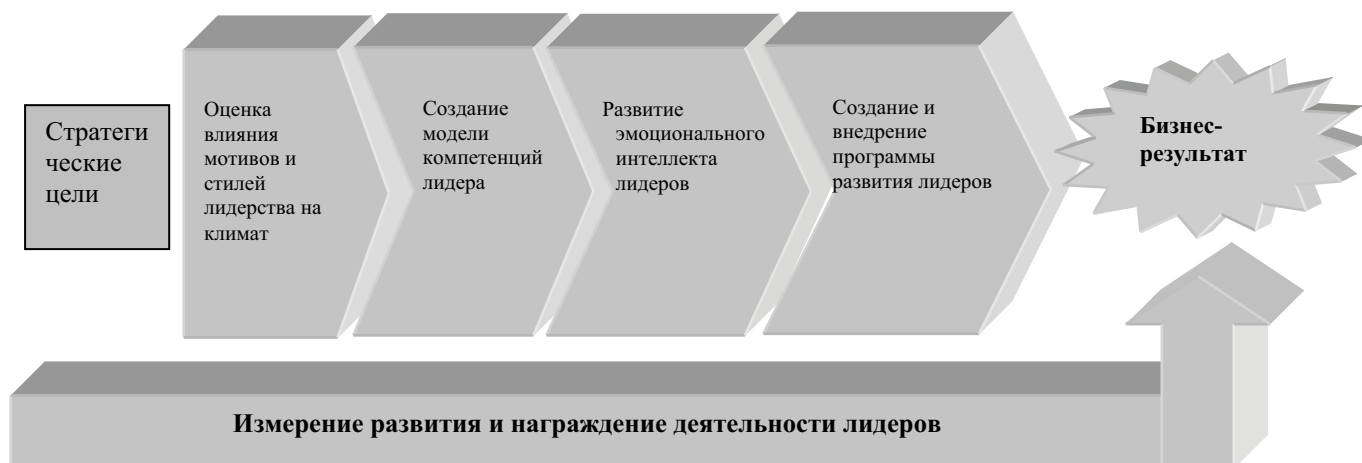 Стратеги
ческие
цели
Оценка
влияния
мотивов и
стилей
лидерства на
климат
Создание
модели
компетенций
лидера
Развитие
эмоционального
интеллекта
лидеров
Создание и
внедрение
программы
развития лидеров
Бизнес-
результат
Измерение развития и награждение деятельности лидеров